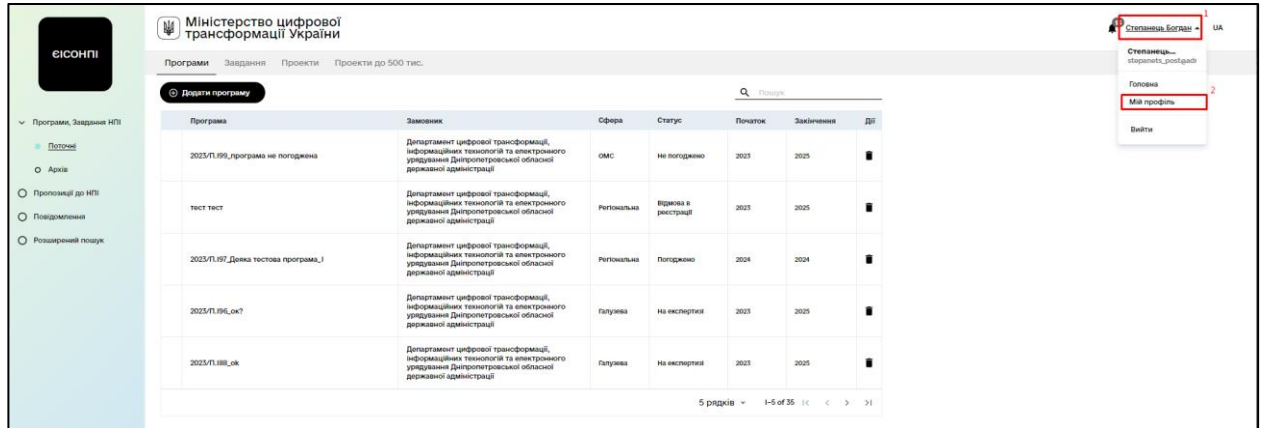 ЄІСОНПІ
Міністерство цифрової
трансформації України
Степанець Богдан
1
UA
Степанець...
stepanets_post@adr
Головна
Мій профіль
2
Вийти
Програми Завдання Проекти Проекти до 500 тис.
Додати програму
Пошук
Програми, Завдання НПІ
Поточні
Архів
Пропозиції до НПІ
Повідомлення
Розширений пошук
Програма Замовник Сфера Статус Початок Закінчення Дії
2023/П.199_програма не погоджена
Департамент цифрової трансформації,
інформаційних технологій та електронного
урядування Дніпропетровської обласної
державної адміністрації
ОМС Не погоджено 2023 2025
тест тест
Департамент цифрової трансформації,
інформаційних технологій та електронного
урядування Дніпропетровської обласної
державної адміністрації
Регіональна
Відмова в
реєстрації
2023 2025
2023/П.197_Деяка тестова програма_1
Департамент цифрової трансформації,
інформаційних технологій та електронного
урядування Дніпропетровської обласної
державної адміністрації
Регіональна Погоджено 2024 2024
2023/П.196_ок?
Департамент цифрової трансформації,
інформаційних технологій та електронного
урядування Дніпропетровської обласної
державної адміністрації
Галузева На експертизі 2023 2025
Департамент цифрової трансформації,
інформаційних технологій та електронного
урядування Дніпропетровської обласної
державної адміністрації
Галузева На експертизі 2023 2025
5 рядків 1-5 of 35